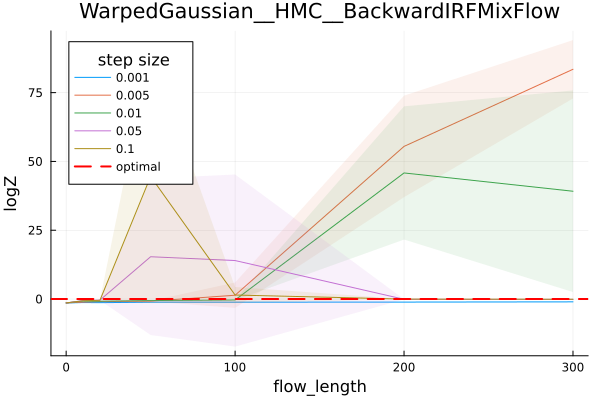 WarpedGaussian__HMC__BackwardIRFMixFlow
step size
0.001
0.005
0.01
0.05
0.1
optimal
75
50
25
0
logZ
0 100 200 300
flow_length